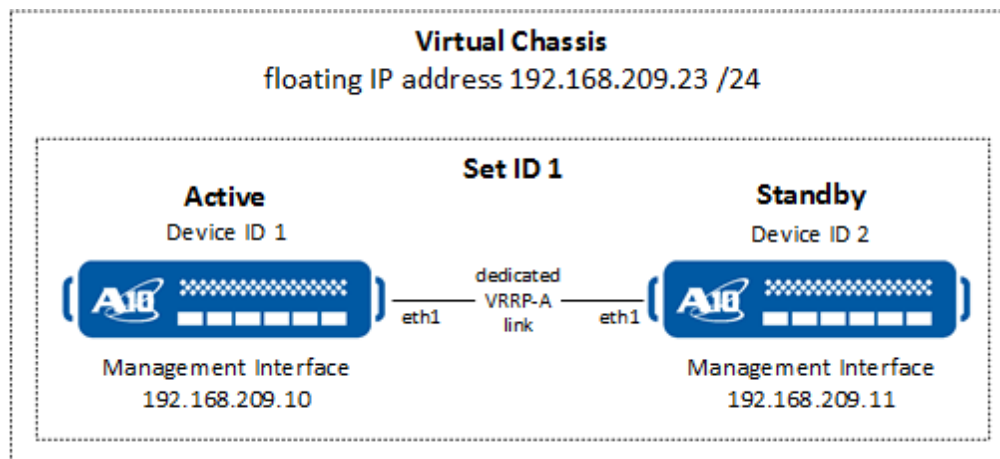 Virtual Chassis
floating IP address 192.168.209.23 /24
Set ID 1
Active
Device ID 1
Standby
Device ID 2
A10
eth1
dedicated
VRRP-A
link
eth1
A10
Management Interface
192.168.209.10
Management Interface
192.168.209.11